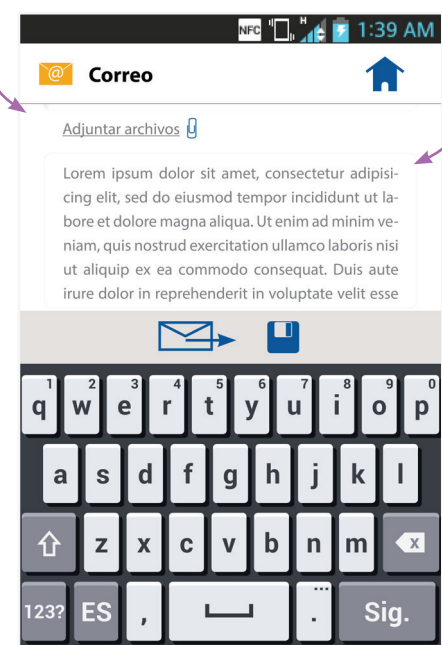 NFC H 1:39 AM
@ Correo
Adjuntar archivos
Lorem ipsum dolor sit amet, consectetur adipisi-
cing elit, sed do eiusmod tempor incididunt ut la-
bore et dolore magna aliqua. Ut enim ad minim ve-
niam, quis nostrud exercitation ullamco laboris nisi
ut aliquip ex ea commodo consequat. Duis aute
irure dolor in reprehenderit in voluptate velit esse
1 2 3 4 5 6 7 8 9 0
q w e r t y u i o p
a s d f g h j k l
z x c v b n m x
123? ES , ... . Sig.